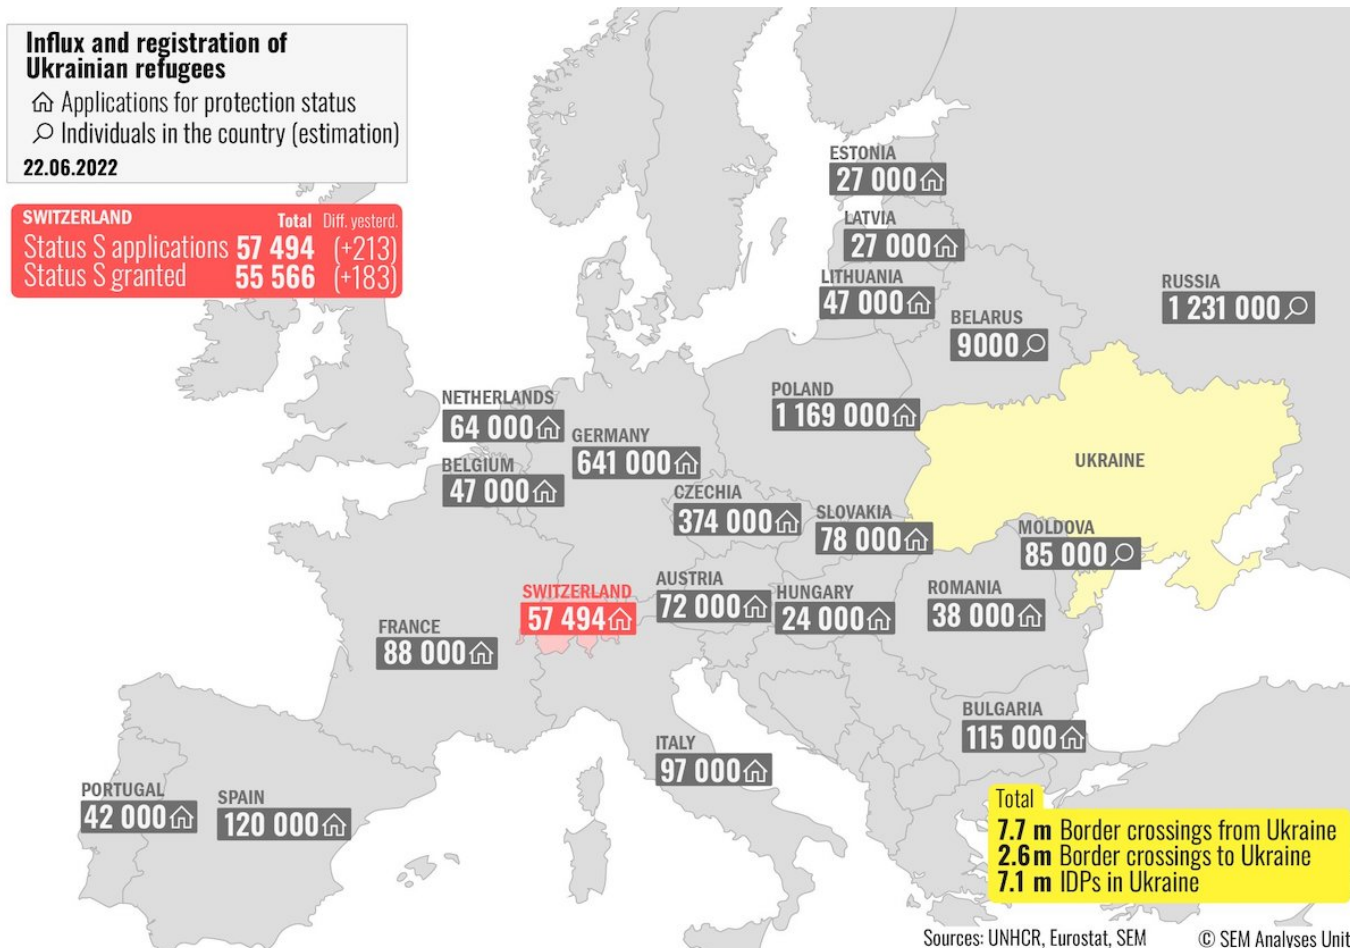 Influx and registration of
Ukrainian refugees
Applications for protection status
Individuals in the country (estimation)
22.06.2022
SWITZERLAND Total Diff. yesterd.
Status S applications 57 494 (+213)
Status S granted 55 566 (+183)
ESTONIA
27 000
LATVIA
27 000
LITHUANIA
47 000
RUSSIA
1 231 000
BELARUS
9000
POLAND
1 169 000
NETHERLANDS
64 000
GERMANY
641 000
BELGIUM
47 000
UKRAINE
CZECHIA
374 000
SLOVAKIA
78 000
MOLDOVA
85 000
SWITZERLAND
57 494
AUSTRIA
72 000
HUNGARY
24 000
ROMANIA
38 000
FRANCE
88 000
BULGARIA
115 000
ITALY
97 000
PORTUGAL
42 000
SPAIN
120 000
Total
7.7 m Border crossings from Ukraine
2.6 m Border crossings to Ukraine
7.1 m IDPs in Ukraine
Sources: UNHCR, Eurostat, SEM © SEM Analyses Unit